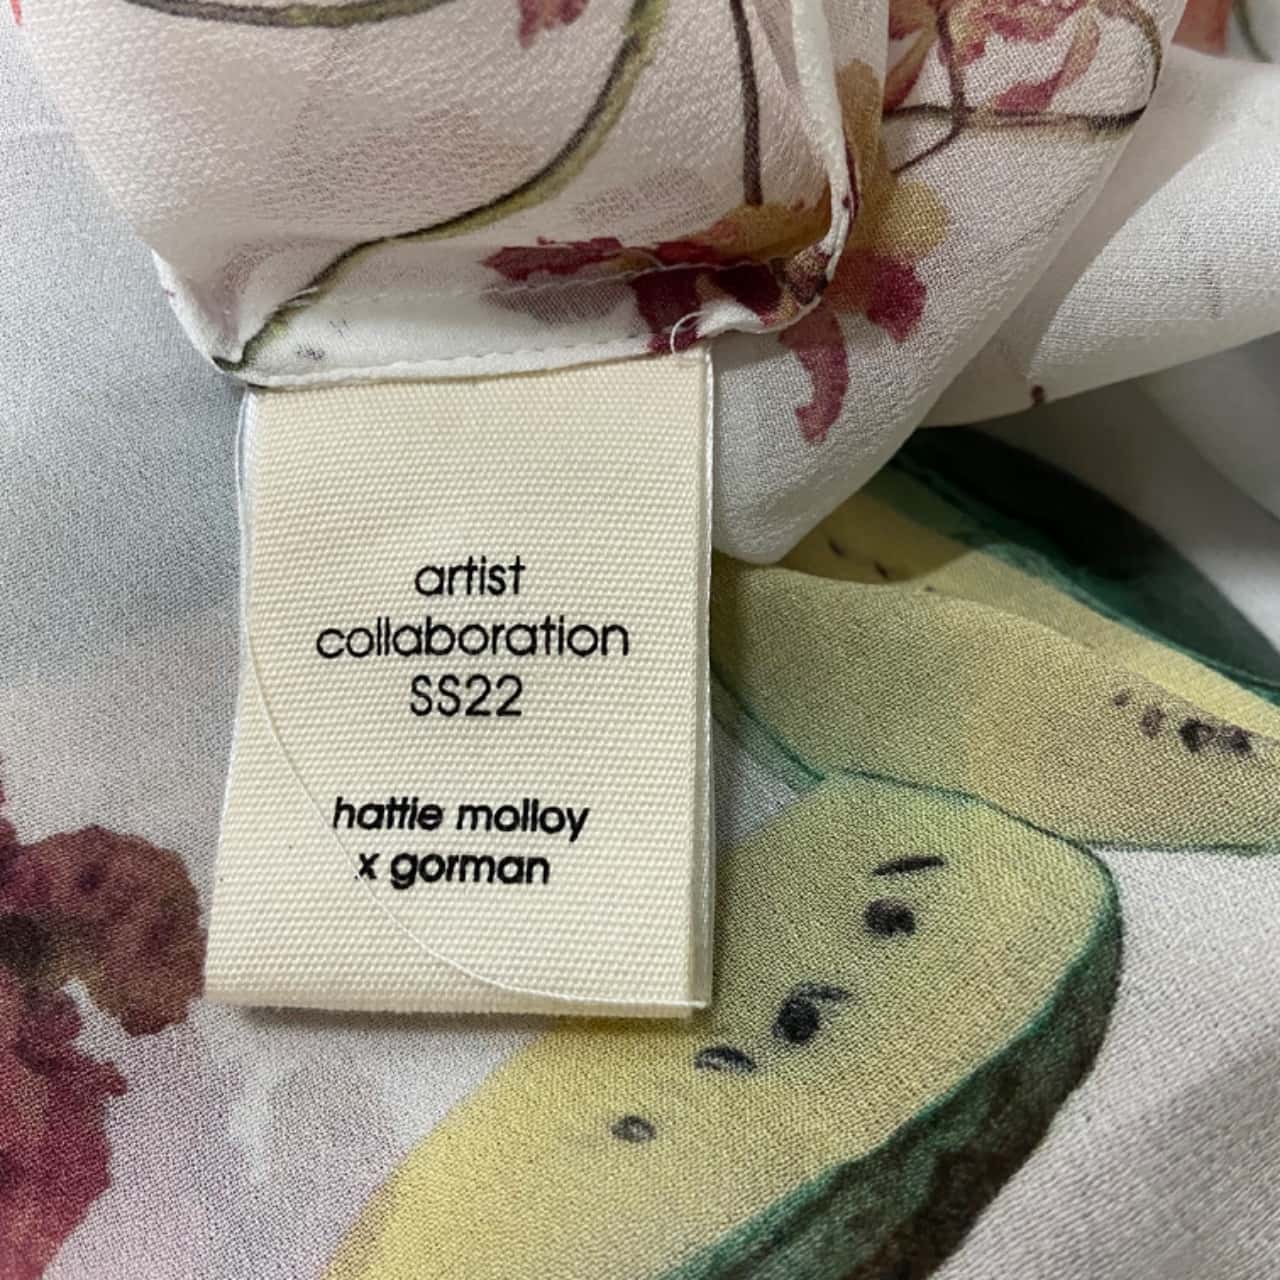 artist
collaboration
SS22
hattie molloy
x gorman